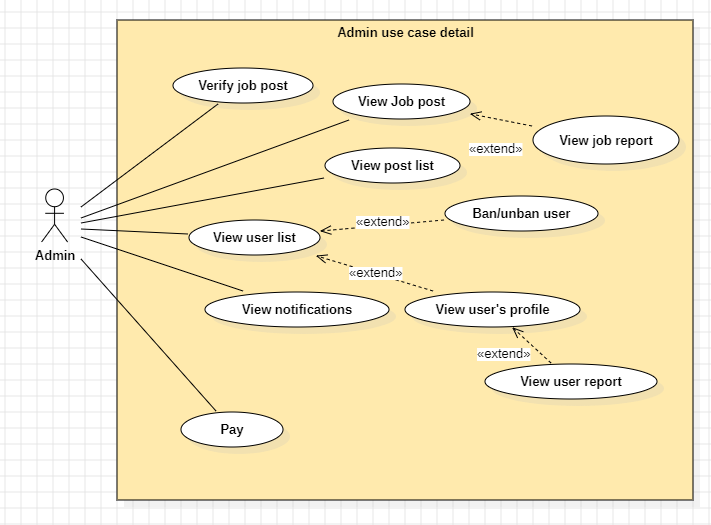 Admin use case detail
Verify job post
View Job post
View job report
«extend»
View post list
Ban/unban user
«extend»
View user list
Admin
«extend»
View notifications
View user's profile
«extend»
View user report
Pay